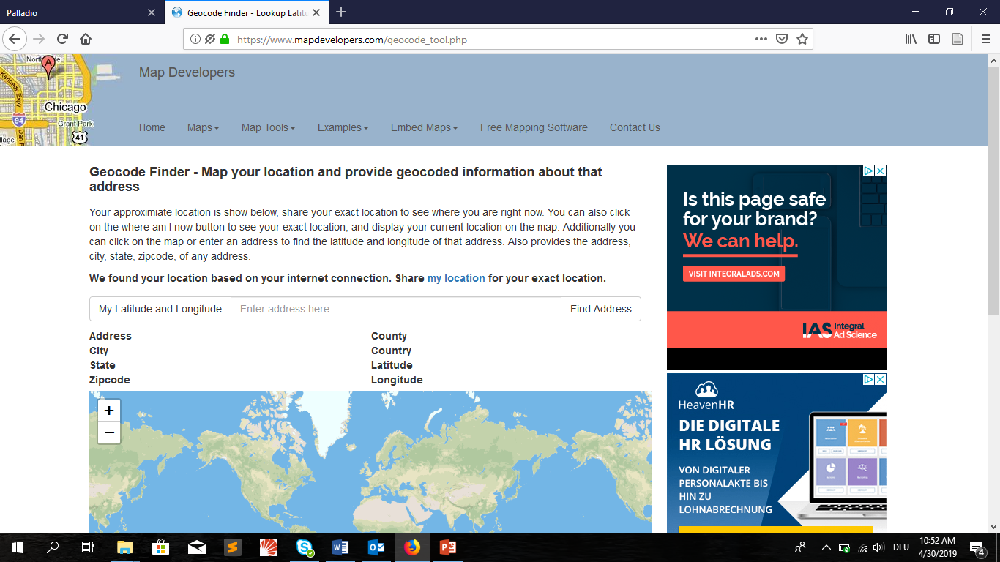 Palladio
Geocode Finder - Lookup Latitu
https://www.mapdevelopers.com/geocode_tool.php
A
Kennedy Expy
Chicago
94
Grant Park
Dan
41
llage
Map Developers
Home Maps Map Tools Examples Embed Maps Free Mapping Software Contact Us
Geocode Finder - Map your location and provide geocoded information about that
address
Your approximiate location is show below, share your exact location to see where you are right now. You can also click
on the where am I now button to see your exact location, and display your current location on the map. Additionally you
can click on the map or enter an address to find the latitude and longitude of that address. Also provides the address,
city, state, zipcode, of any address.
We found your location based on your internet connection. Share my location for your exact location.
My Latitude and Longitude Enter address here Find Address
Address County
City Country
State Latitude
Zipcode Longitude
+
−
Is this page safe
for your brand?
We can help.
VISIT INTEGRALADS.COM
IAS Integral
Ad Science
HeavenHR
DIE DIGITALE
HR LÖSUNG
VON DIGITALER
PERSONALAKTE BIS
HIN ZU
LOHNABRECHNUNG
DEU
10:52 AM
4/30/2019
4